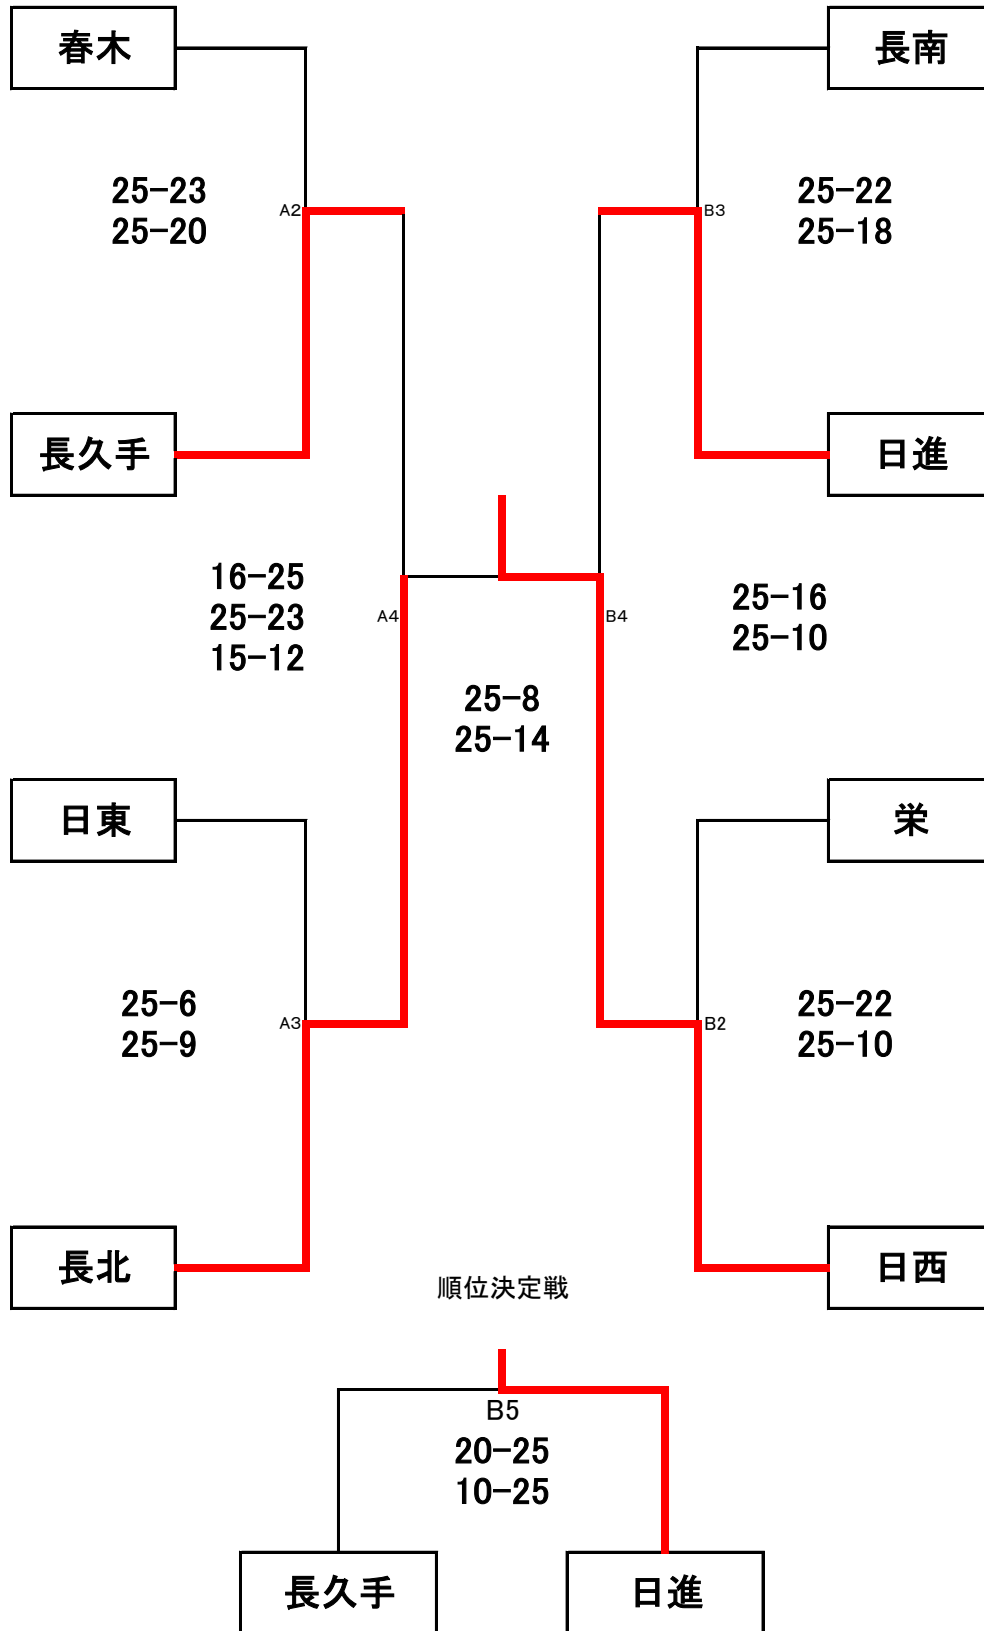 春木
長南
25-23
25-20
A2
B3
25-22
25-18
長久手
日進
16-25
25-23
15-12
A4
B4
25-16
25-10
25-8
25-14
日東
栄
25-6
25-9
A3
B2
25-22
25-10
長北
日西
順位決定戦
B5
20-25
10-25
長久手
日進